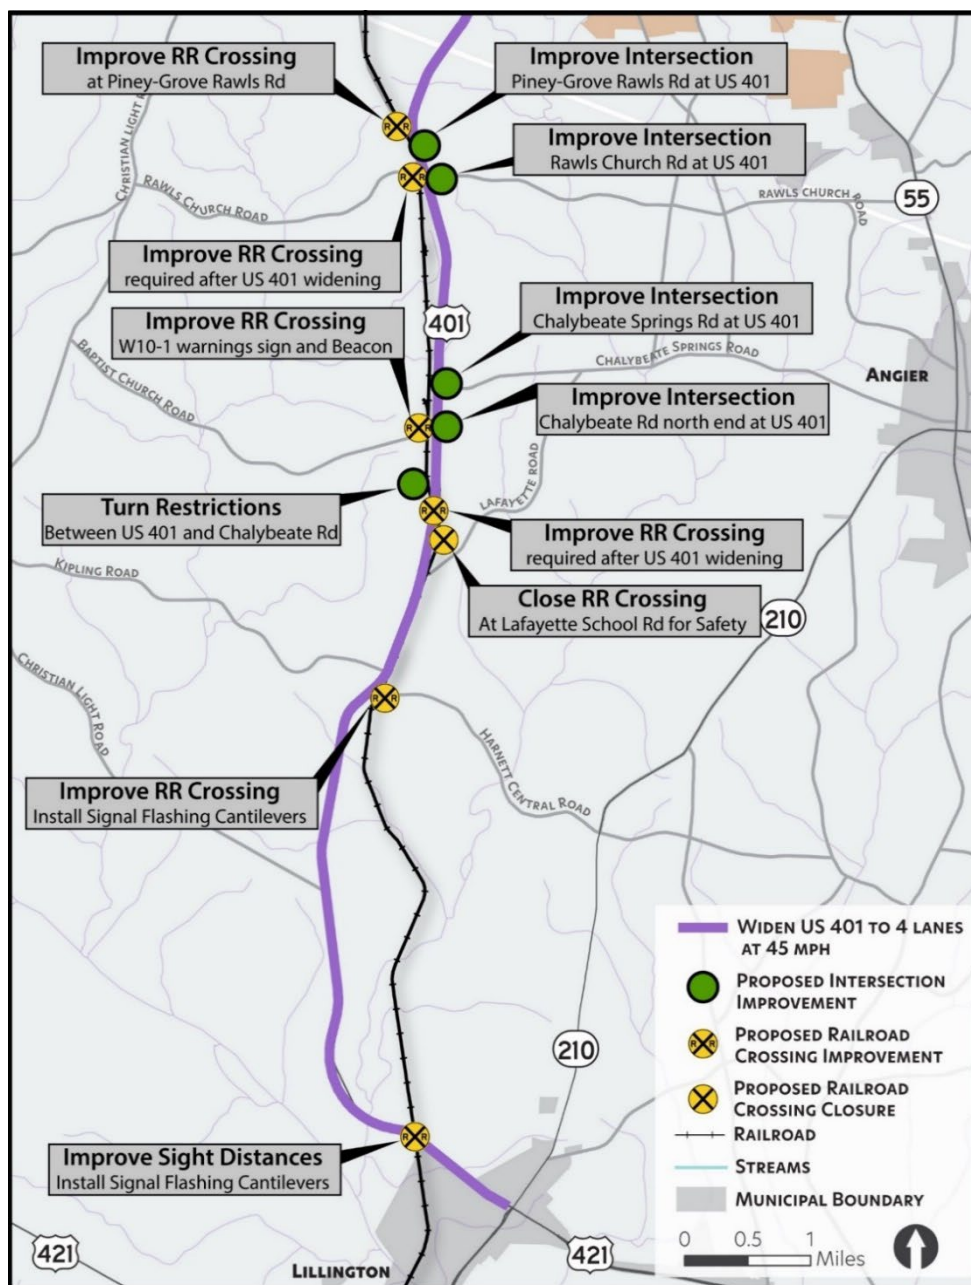 Improve RR Crossing
at Piney-Grove Rawls Rd
Improve Intersection
Piney-Grove Rawls Rd at US 401
Improve Intersection
Rawls Church Rd at US 401
CHRISTIAN LIGHT R
RAWLS CHURCH ROAD
RAWLS CHURCH ROAD
55
Improve RR Crossing
required after US 401 widening
Improve Intersection
Chalybeate Springs Rd at US 401
401
Improve RR Crossing
W10-1 warnings sign and Beacon
CHALYBEATE SPRINGS ROAD
BAPTIST CHURCH ROAD
ANGIER
Improve Intersection
Chalybeate Rd north end at US 401
LAFAYETTE ROAD
Turn Restrictions
Between US 401 and Chalybeate Rd
Improve RR Crossing
required after US 401 widening
KIPLING ROAD
Close RR Crossing
At Lafayette School Rd for Safety
210
CHRISTIAN LIGHT ROAD
HARNETT CENTRAL ROAD
Improve RR Crossing
Install Signal Flashing Cantilevers
WIDEN US 401 TO 4 LANES
AT 45 MPH
PROPOSED INTERSECTION
IMPROVEMENT
PROPOSED RAILROAD
CROSSING IMPROVEMENT
PROPOSED RAILROAD
CROSSING CLOSURE
RAILROAD
STREAMS
MUNICIPAL BOUNDARY
0 0.5 1
Miles
210
Improve Sight Distances
Install Signal Flashing Cantilevers
421
421
LILLINGTON
R R
R R
R R
R R
R R
R R
R R